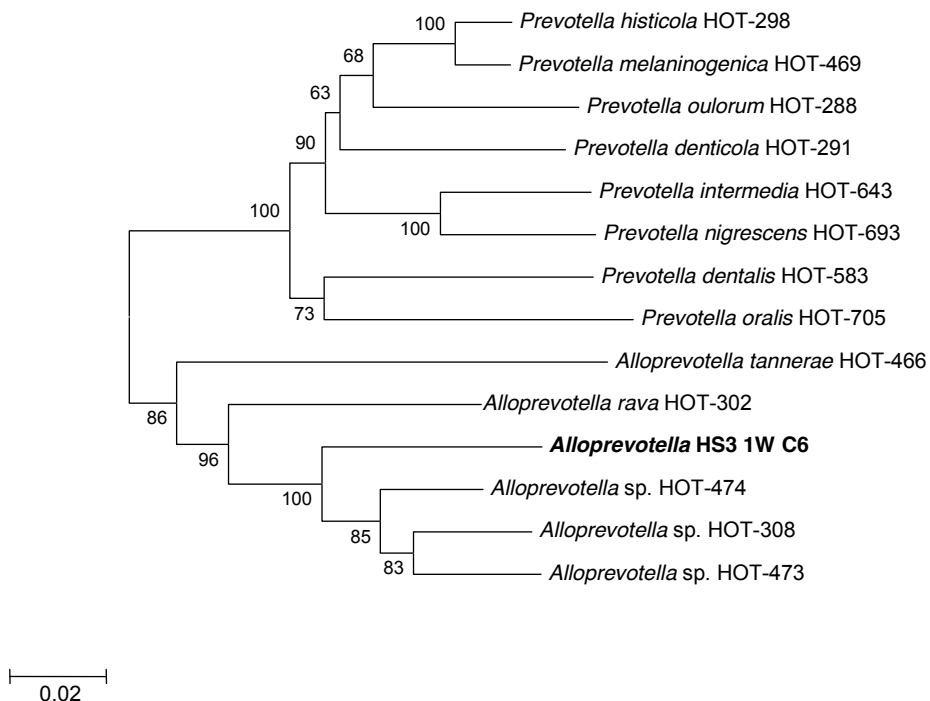 Prevotella histicola HOT-298
100
Prevotella melaninogenica HOT-469
68
63
Prevotella oulorum HOT-288
90
Prevotella denticola HOT-291
Prevotella intermedia HOT-643
100
100
Prevotella nigrescens HOT-693
Prevotella dentalis HOT-583
73
Prevotella oralis HOT-705
Alloprevotella tannerae HOT-466
86
Alloprevotella rava HOT-302
96
Alloprevotella HS3 1W C6
100
Alloprevotella sp. HOT-474
85
Alloprevotella sp. HOT-308
83
Alloprevotella sp. HOT-473
0.02